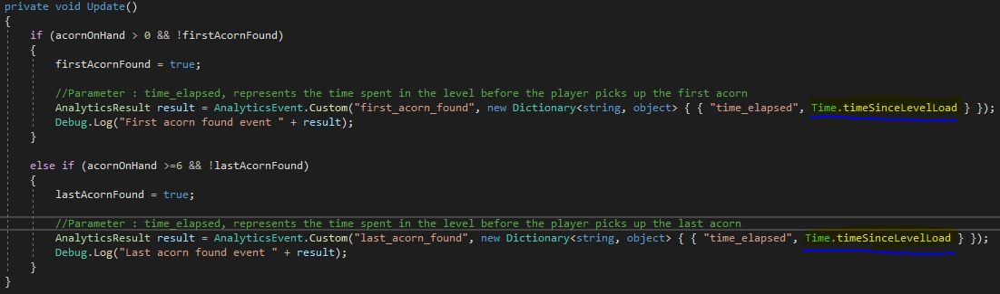 private void Update()
{
if (acornOnHand > 0 && !firstAcornFound)
{
firstAcornFound = true;
//Parameter : time_elapsed, represents the time spent in the level before the player picks up the first acorn
AnalyticsResult result = AnalyticsEvent.Custom("first_acorn_found", new Dictionary<string, object> { { "time_elapsed", Time.timeSinceLevelLoad } });
Debug.Log("First acorn found event " + result);
}
else if (acornOnHand >=6 && !lastAcornFound)
{
lastAcornFound = true;
//Parameter : time_elapsed, represents the time spent in the level before the player picks up the last acorn
AnalyticsResult result = AnalyticsEvent.Custom("last_acorn_found", new Dictionary<string, object> { { "time_elapsed", Time.timeSinceLevelLoad } });
Debug.Log("Last acorn found event " + result);
}
}